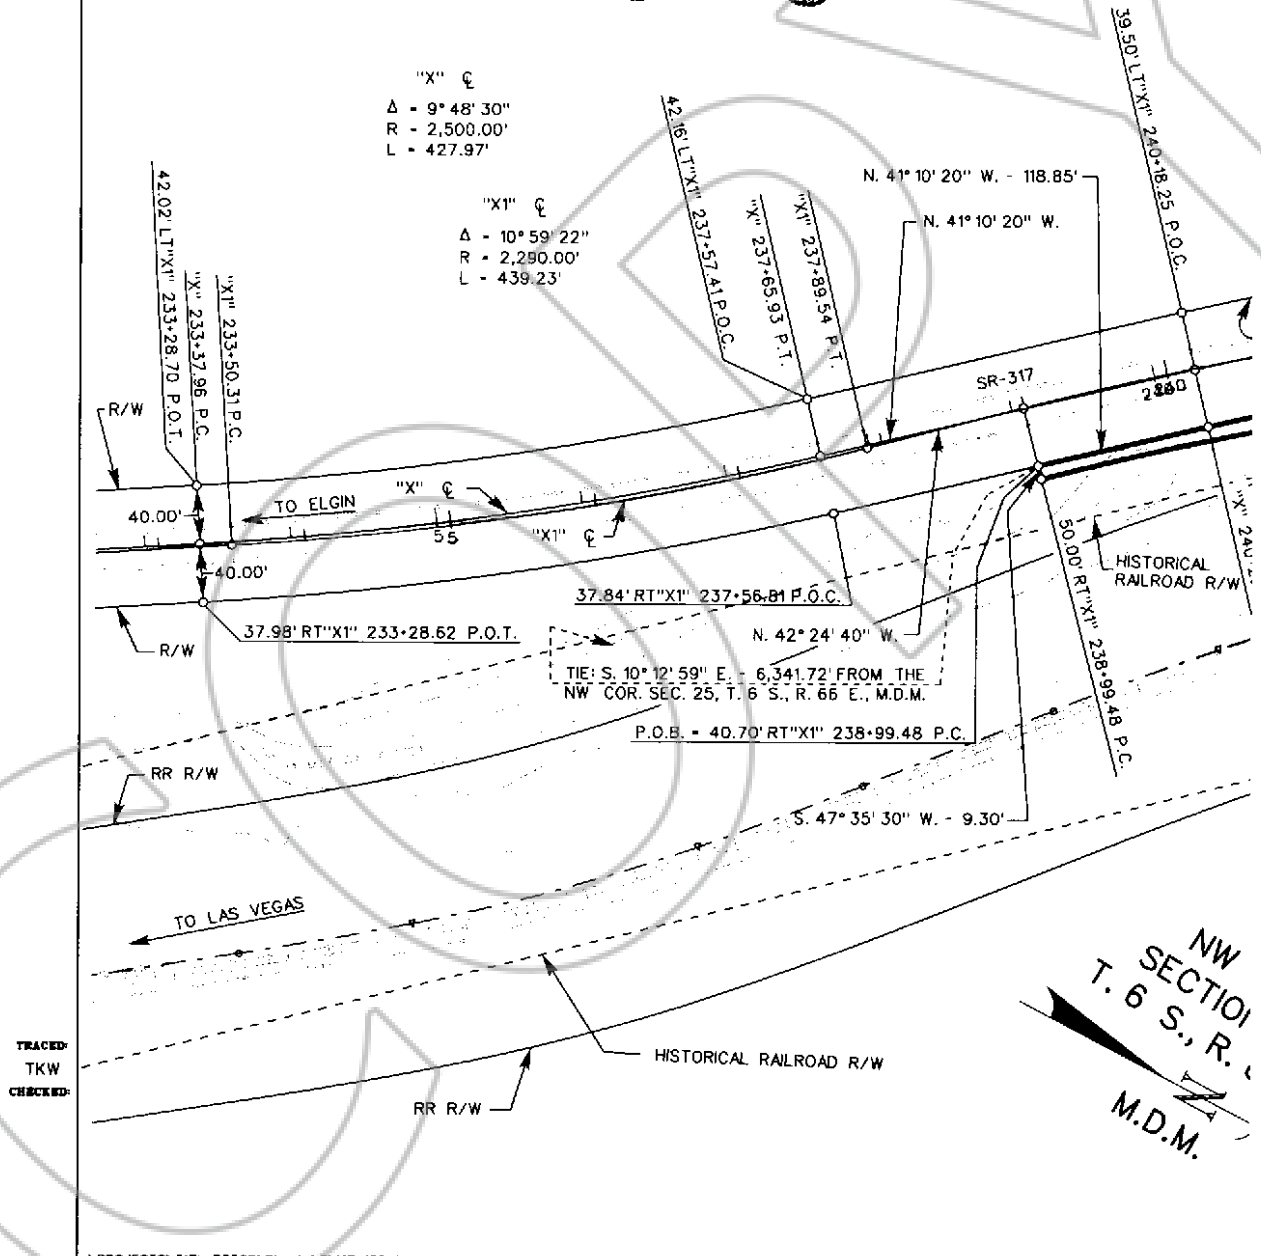 "X" ℄
Δ - 9° 48' 30"
R - 2,500.00'
L - 427.97'
"X1" ℄
Δ - 10° 59' 22"
R - 2,290.00'
L - 439.23'
42.02' LT"X1" 233+28.70 P.O.T.
"X" 233+37.96 P.C.
"X1" 233+50.31 P.C.
42.16' LT"X1" 237+57.41 P.O.C.
"X" 237+65.93 P.T.
"X1" 237+89.54 P.T.
39.50' LT"X1" 240+18.25 P.O.C.
N. 41° 10' 20" W. - 118.85'
N. 41° 10' 20" W.
SR-317
240
R/W
TO ELGIN
"X" ℄
"X1" ℄
40.00'
40.00'
55
R/W
37.98' RT"X1" 233+28.62 P.O.T.
37.84' RT"X1" 237+56.81 P.O.C.
N. 42° 24' 40" W.
TIE: S. 10° 12' 59" E. - 6,341.72' FROM THE
NW COR. SEC. 25, T. 6 S., R. 66 E., M.D.M.
P.O.B. - 40.70' RT"X1" 238+99.48 P.C.
50.00' RT"X1" 238+99.48 P.C.
"X" 240
HISTORICAL
RAILROAD R/W
RR R/W
S. 47° 35' 30" W. - 9.30'
TO LAS VEGAS
HISTORICAL RAILROAD R/W
RR R/W
NW
SECTION
T. 6 S., R.
M.D.M.
N
TRACED:
TKW
CHECKED:
COP